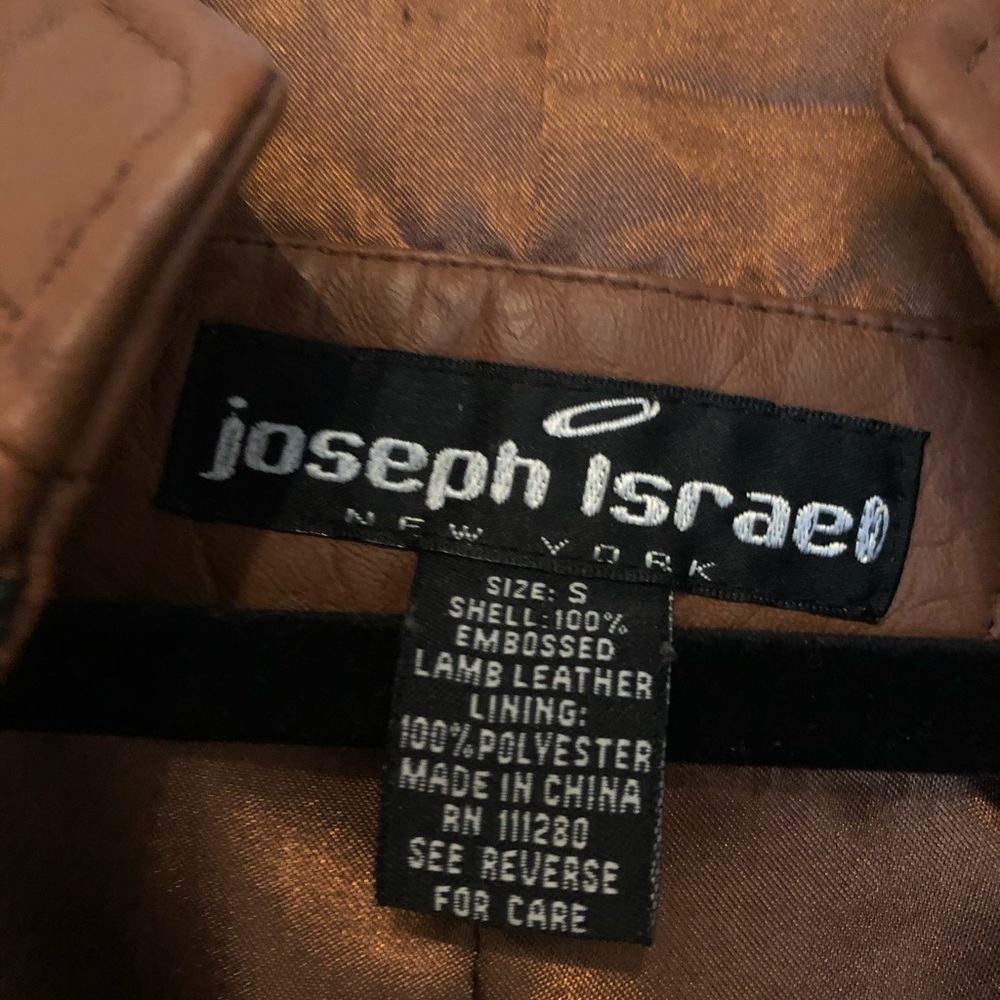 joseph Israel
NEW YORK
SIZE: S
SHELL:100%
EMBOSSED
LAMB LEATHER
LINING:
100%POLYESTER
MADE IN CHINA
RN 111280
SEE REVERSE
FOR CARE